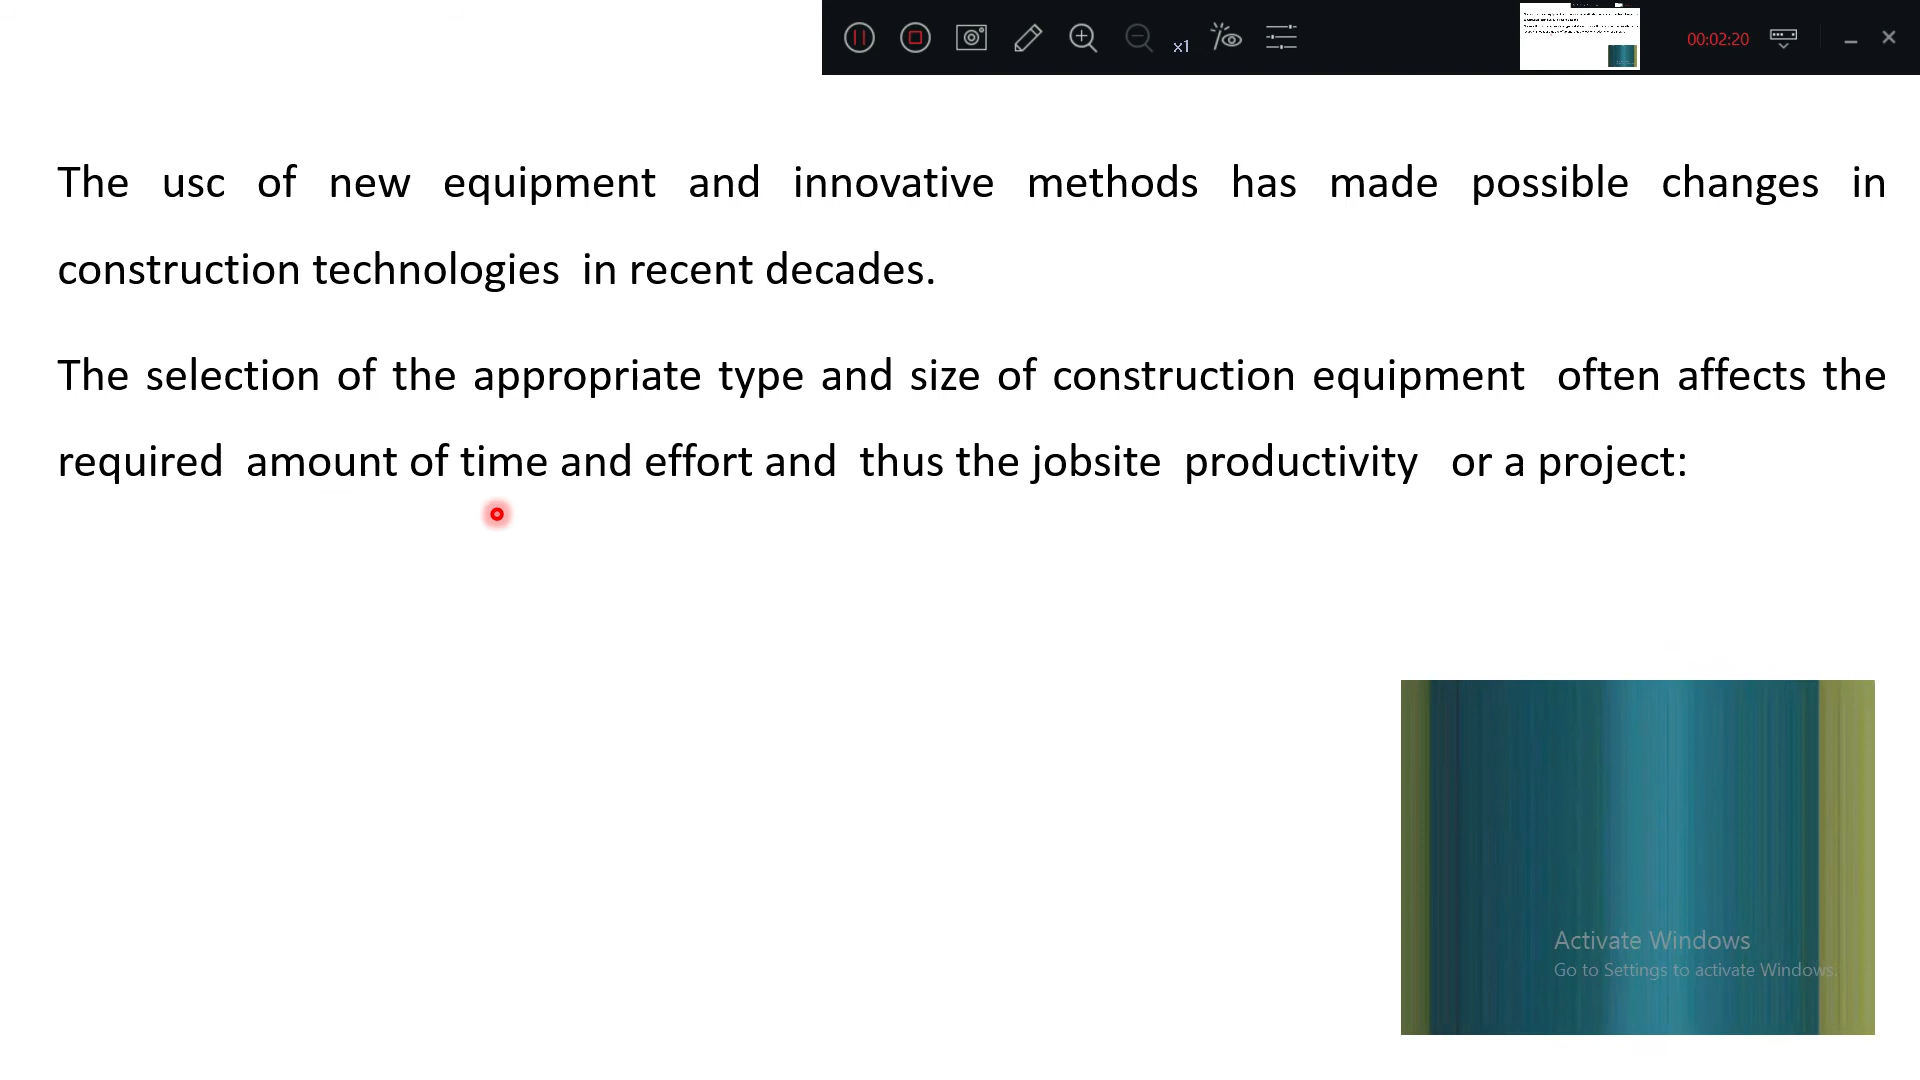 x1
00:02:20
The usc of new equipment and innovative methods has made possible changes in
construction technologies in recent decades.
The selection of the appropriate type and size of construction equipment often affects the
required amount of time and effort and thus the jobsite productivity or a project:
Activate Windows
Go to Settings to activate Windows.